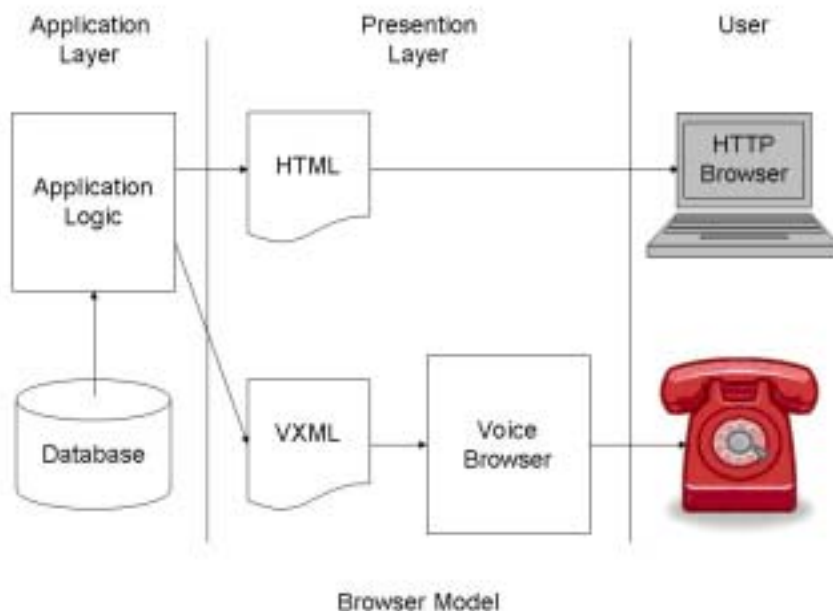 Application
Layer
Presention
Layer
User
Application
Logic
HTML
HTTP
Browser
Database
VXML
Voice
Browser
Browser Model